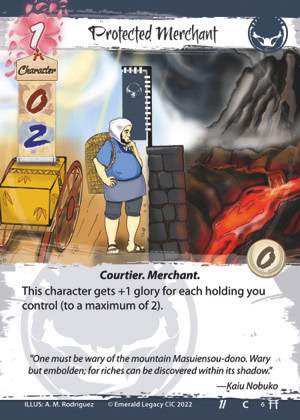 Protected Merchant
1
Character
0
2
0
Courtier. Merchant.
This character gets +1 glory for each holding you
control (to a maximum of 2).
"One must be wary of the mountain Masuiensou-dono. Wary
but embolden; for riches can be discovered within its shadow."
—Kaiu Nobuko
ILLUS: A. M. Rodriguez © Emerald Legacy CIC 2022 C 6